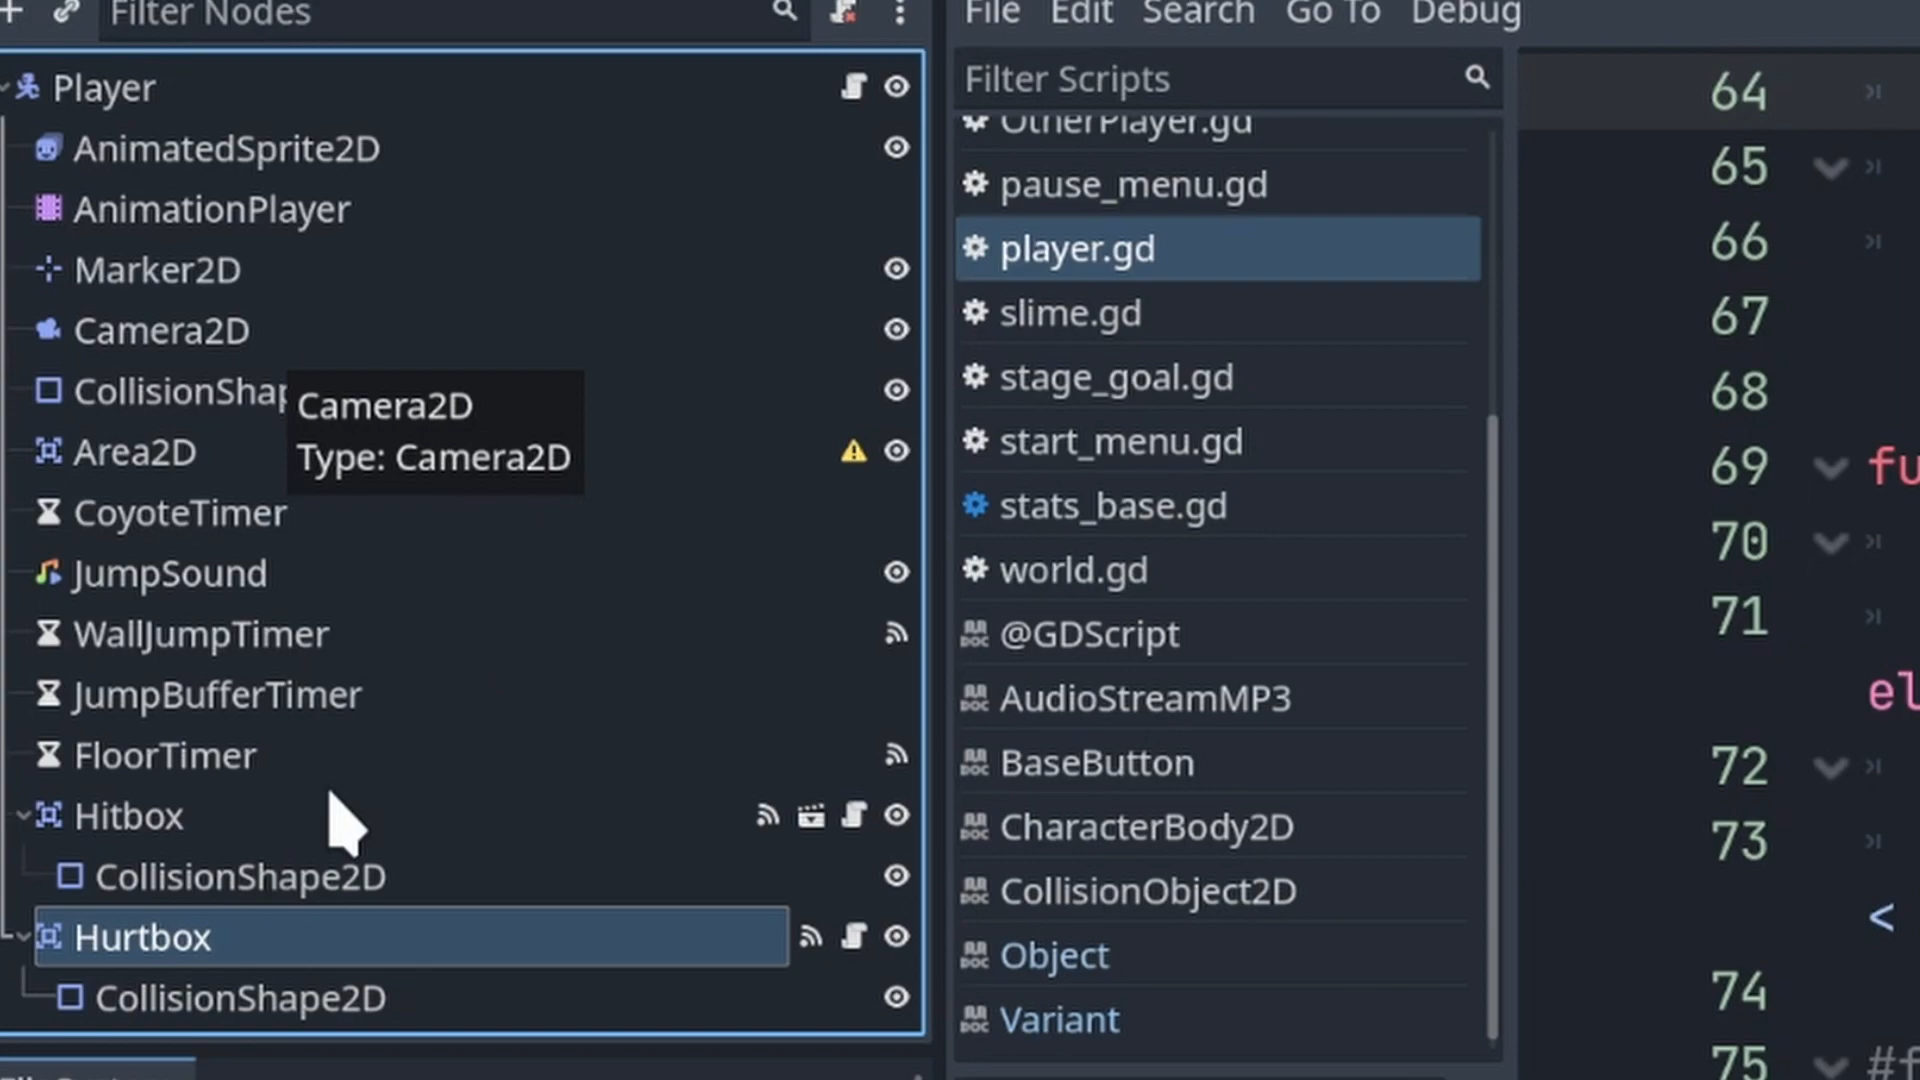 Filter Nodes
Player
AnimatedSprite2D
AnimationPlayer
Marker2D
Camera2D
CollisionShap
Camera2D
Type: Camera2D
Area2D
CoyoteTimer
JumpSound
WallJumpTimer
JumpBufferTimer
FloorTimer
Hitbox
CollisionShape2D
Hurtbox
CollisionShape2D
File Edit Search Go To Debug
Filter Scripts
OtherPlayer.gd
pause_menu.gd
player.gd
slime.gd
stage_goal.gd
start_menu.gd
stats_base.gd
world.gd
@GDScript
AudioStreamMP3
BaseButton
CharacterBody2D
CollisionObject2D
Object
Variant
64
65
66
67
68
69 fu
70
71
el
72
73
<
74
75 #f